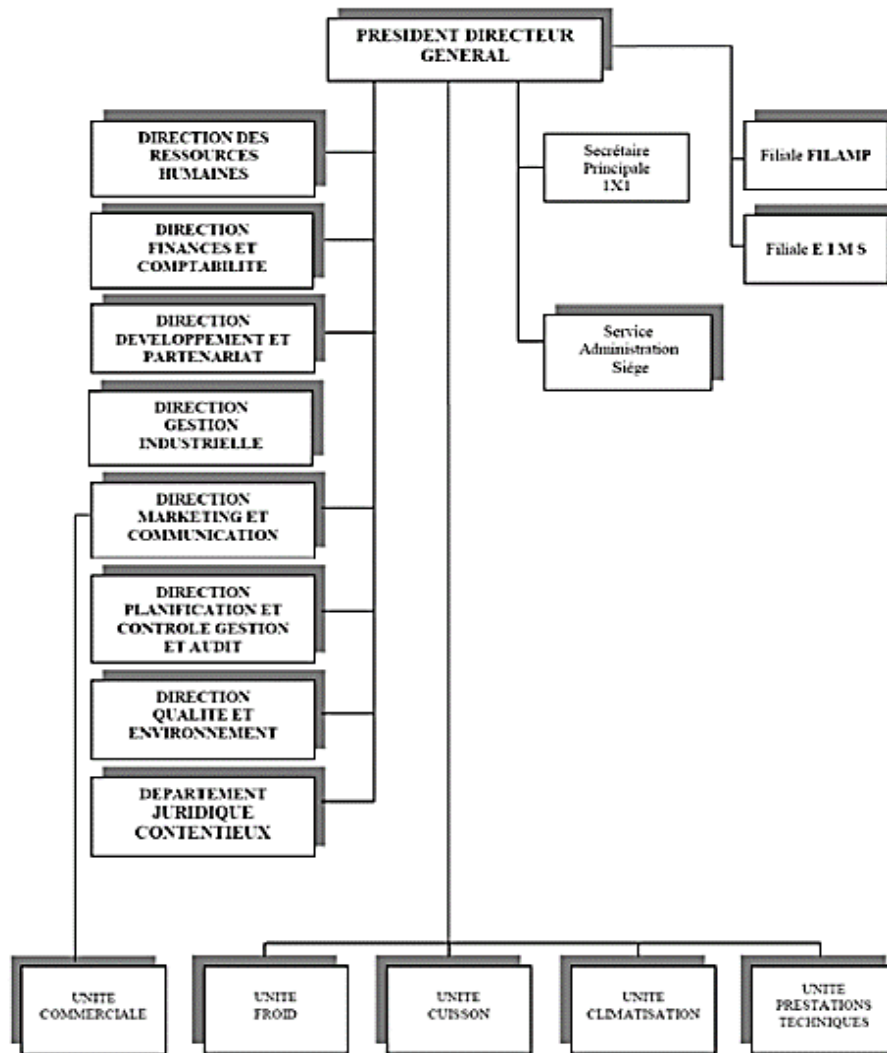 PRESIDENT DIRECTEUR
GENERAL
DIRECTION DES
RESSOURCES
HUMAINES
DIRECTION
FINANCES ET
COMPTABILITE
DIRECTION
DEVELOPPEMENT ET
PARTENARIAT
DIRECTION
GESTION
INDUSTRIELLE
DIRECTION
MARKETING ET
COMMUNICATION
DIRECTION
PLANIFICATION ET
CONTROLE GESTION
ET AUDIT
DIRECTION
QUALITE ET
ENVIRONNEMENT
DEPARTEMENT
JURIDIQUE
CONTENTIEUX
Secrétaire
Principale
1X1
Service
Administration
Siége
Filiale FILAMP
Filiale E I M S
UNITE
COMMERCIALE
UNITE
FROID
UNITE
CUISSON
UNITE
CLIMATISATION
UNITE
PRESTATIONS
TECHNIQUES